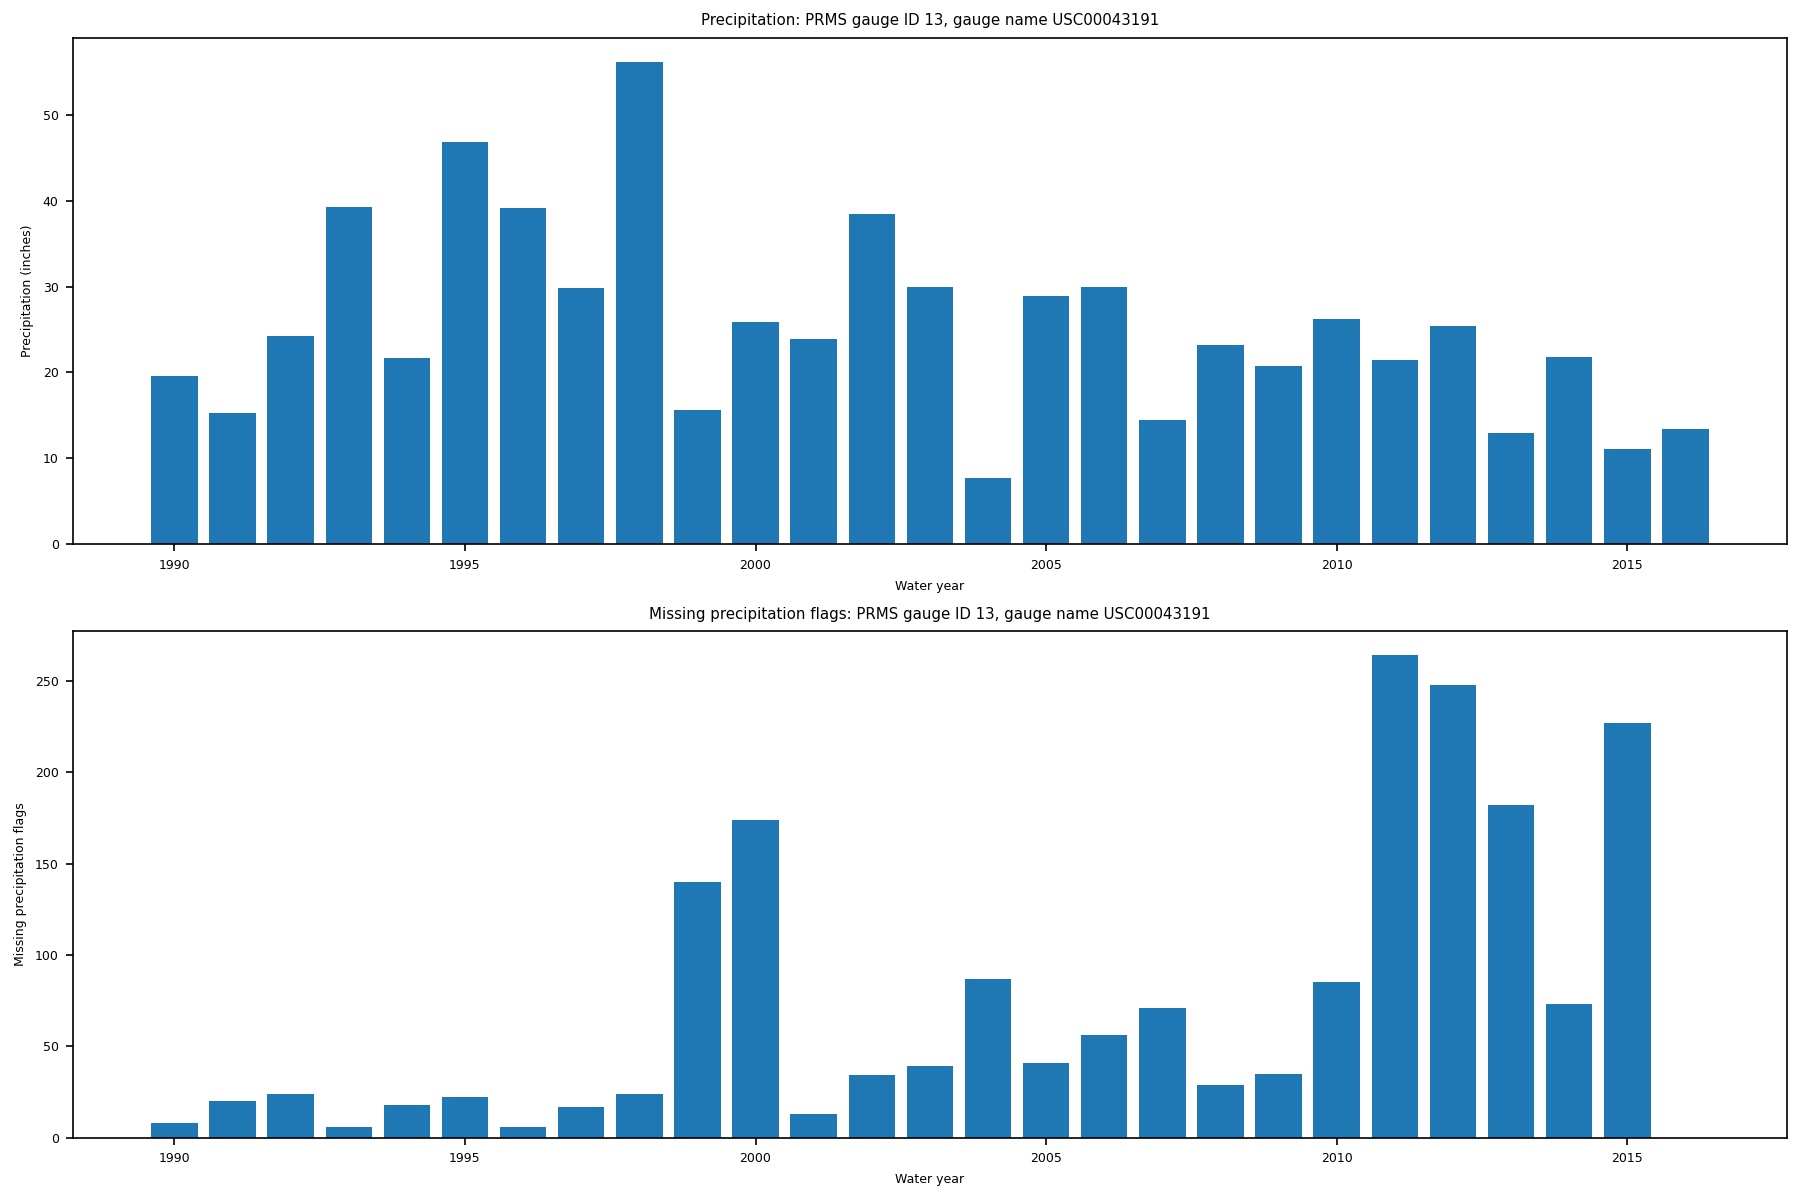 Precipitation: PRMS gauge ID 13, gauge name USC00043191
50
40
30
20
10
0
Precipitation (inches)
1990 1995 2000 2005 2010 2015
Water year
Missing precipitation flags: PRMS gauge ID 13, gauge name USC00043191
250
200
150
100
50
0
Missing precipitation flags
1990 1995 2000 2005 2010 2015
Water year